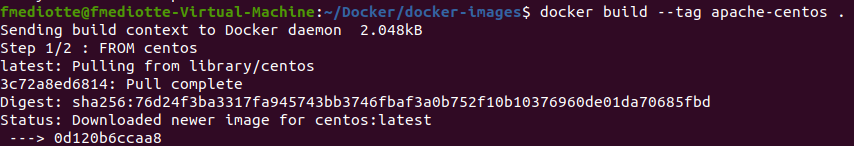 fmediotte@fmediotte-Virtual-Machine:~/Docker/docker-images$ docker build --tag apache-centos .
Sending build context to Docker daemon  2.048kB
Step 1/2 : FROM centos
latest: Pulling from library/centos
3c72a8ed6814: Pull complete
Digest: sha256:76d24f3ba3317fa945743bb3746fbaf3a0b752f10b10376960de01da70685fbd
Status: Downloaded newer image for centos:latest
 ---> 0d120b6ccaa8